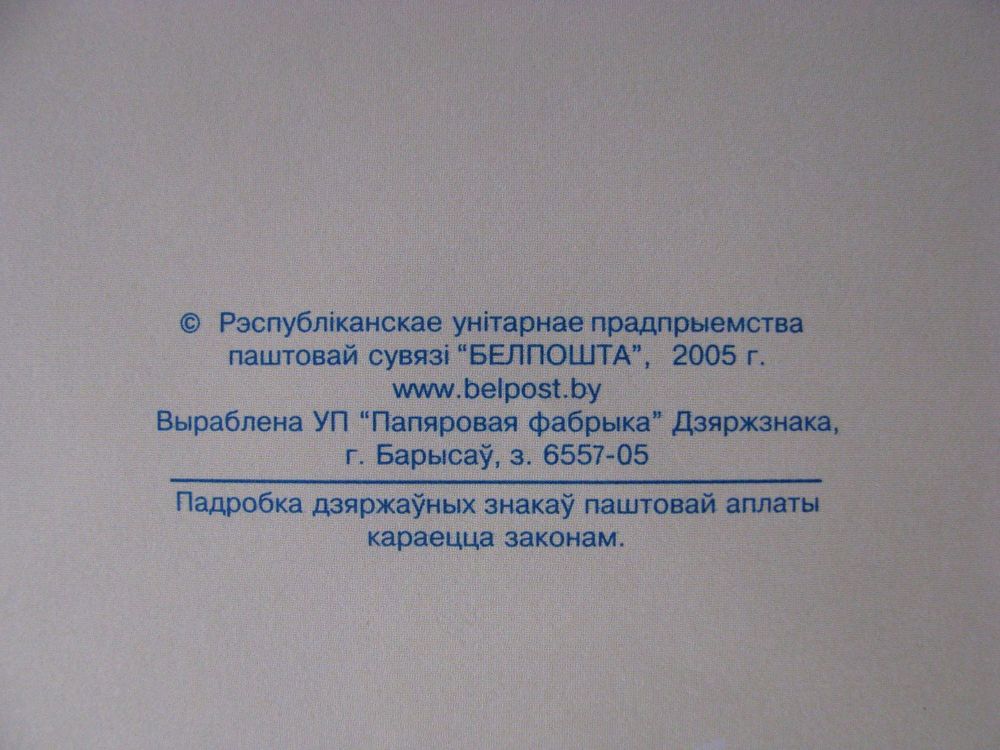 © Рэспубліканскае унітарнае прадпрыемства
паштовай сувязі “БЕЛПОШТА”, 2005 г.
www.belpost.by
Выраблена УП “Папяровая фабрыка” Дзяржзнака,
г. Барысаў, з. 6557-05
Падробка дзяржаўных знакаў паштовай аплаты
караецца законам.